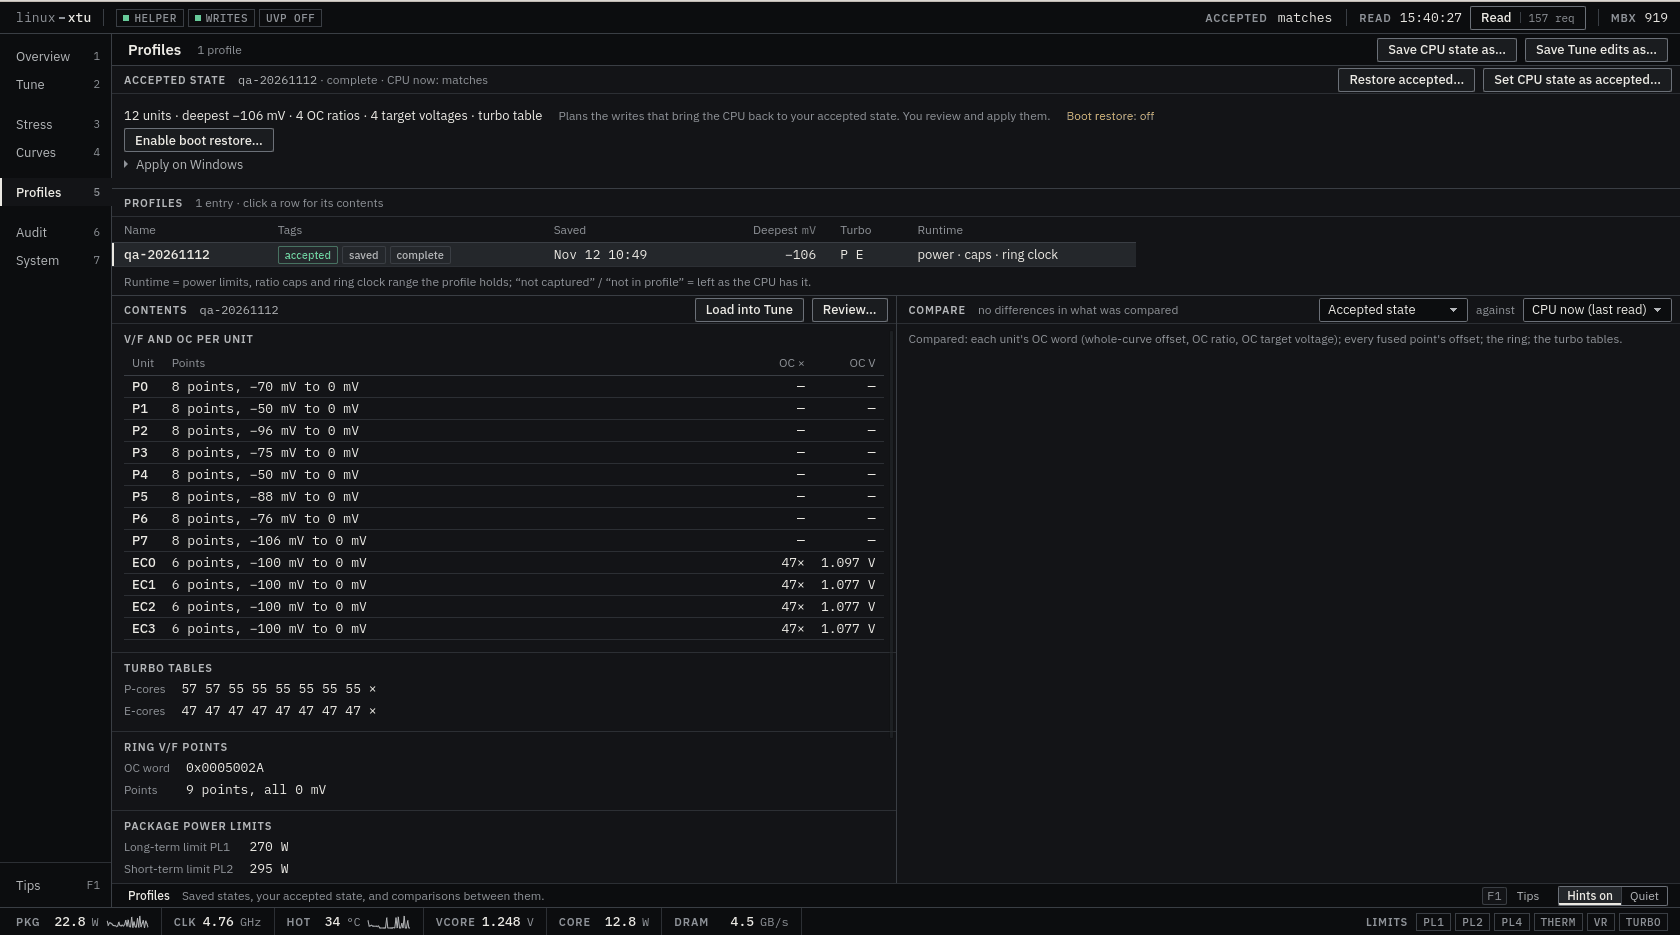 linux-xtu HELPER WRITES UVP OFF ACCEPTED matches READ 15:40:27 Read 157 req MBX 919
Overview 1
Tune 2
Stress 3
Curves 4
Profiles 5
Audit 6
System 7
Tips F1
Profiles 1 profile Save CPU state as... Save Tune edits as...
ACCEPTED STATE qa-20261112 · complete · CPU now: matches Restore accepted... Set CPU state as accepted...
12 units · deepest −106 mV · 4 OC ratios · 4 target voltages · turbo table Plans the writes that bring the CPU back to your accepted state. You review and apply them. Boot restore: off
Enable boot restore...
Apply on Windows
PROFILES 1 entry · click a row for its contents
Name Tags Saved Deepest mV Turbo Runtime
qa-20261112 accepted saved complete Nov 12 10:49 −106 P E power · caps · ring clock
Runtime = power limits, ratio caps and ring clock range the profile holds; “not captured” / “not in profile” = left as the CPU has it.
CONTENTS qa-20261112 Load into Tune Review...
V/F AND OC PER UNIT
Unit Points OC × OC V
P0 8 points, −70 mV to 0 mV — —
P1 8 points, −50 mV to 0 mV — —
P2 8 points, −96 mV to 0 mV — —
P3 8 points, −75 mV to 0 mV — —
P4 8 points, −50 mV to 0 mV — —
P5 8 points, −88 mV to 0 mV — —
P6 8 points, −76 mV to 0 mV — —
P7 8 points, −106 mV to 0 mV — —
EC0 6 points, −100 mV to 0 mV 47× 1.097 V
EC1 6 points, −100 mV to 0 mV 47× 1.077 V
EC2 6 points, −100 mV to 0 mV 47× 1.077 V
EC3 6 points, −100 mV to 0 mV 47× 1.077 V
TURBO TABLES
P-cores 57 57 55 55 55 55 55 55 ×
E-cores 47 47 47 47 47 47 47 47 ×
RING V/F POINTS
OC word 0x0005002A
Points 9 points, all 0 mV
PACKAGE POWER LIMITS
Long-term limit PL1 270 W
Short-term limit PL2 295 W
COMPARE no differences in what was compared Accepted state against CPU now (last read)
Compared: each unit's OC word (whole-curve offset, OC ratio, OC target voltage); every fused point's offset; the ring; the turbo tables.
Profiles Saved states, your accepted state, and comparisons between them. F1 Tips Hints on Quiet
PKG 22.8 W CLK 4.76 GHz HOT 34 °C VCORE 1.248 V CORE 12.8 W DRAM 4.5 GB/s LIMITS PL1 PL2 PL4 THERM VR TURBO